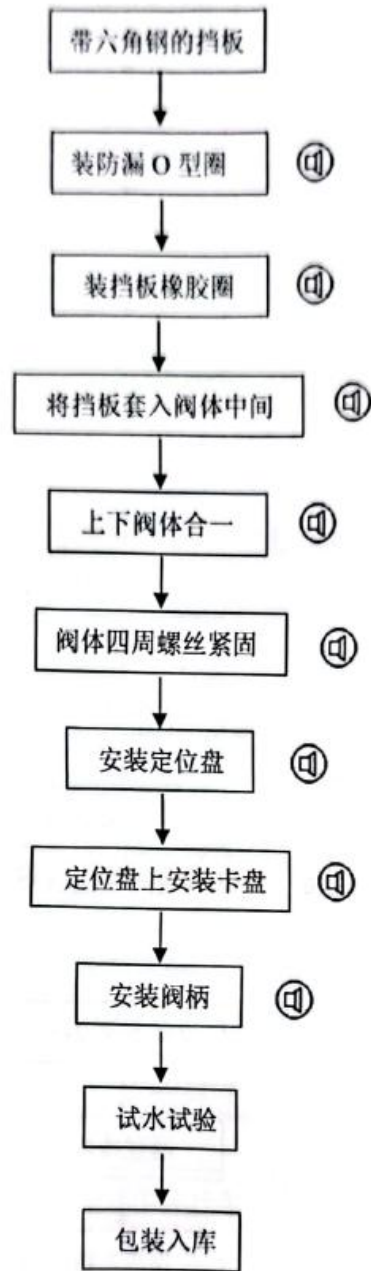 带六角钢的挡板
装防漏O型圈
装挡板橡胶圈
将挡板套入阀体中间
上下阀体合一
阀体四周螺丝紧固
安装定位盘
定位盘上安装卡盘
安装阀柄
试水试验
包装入库